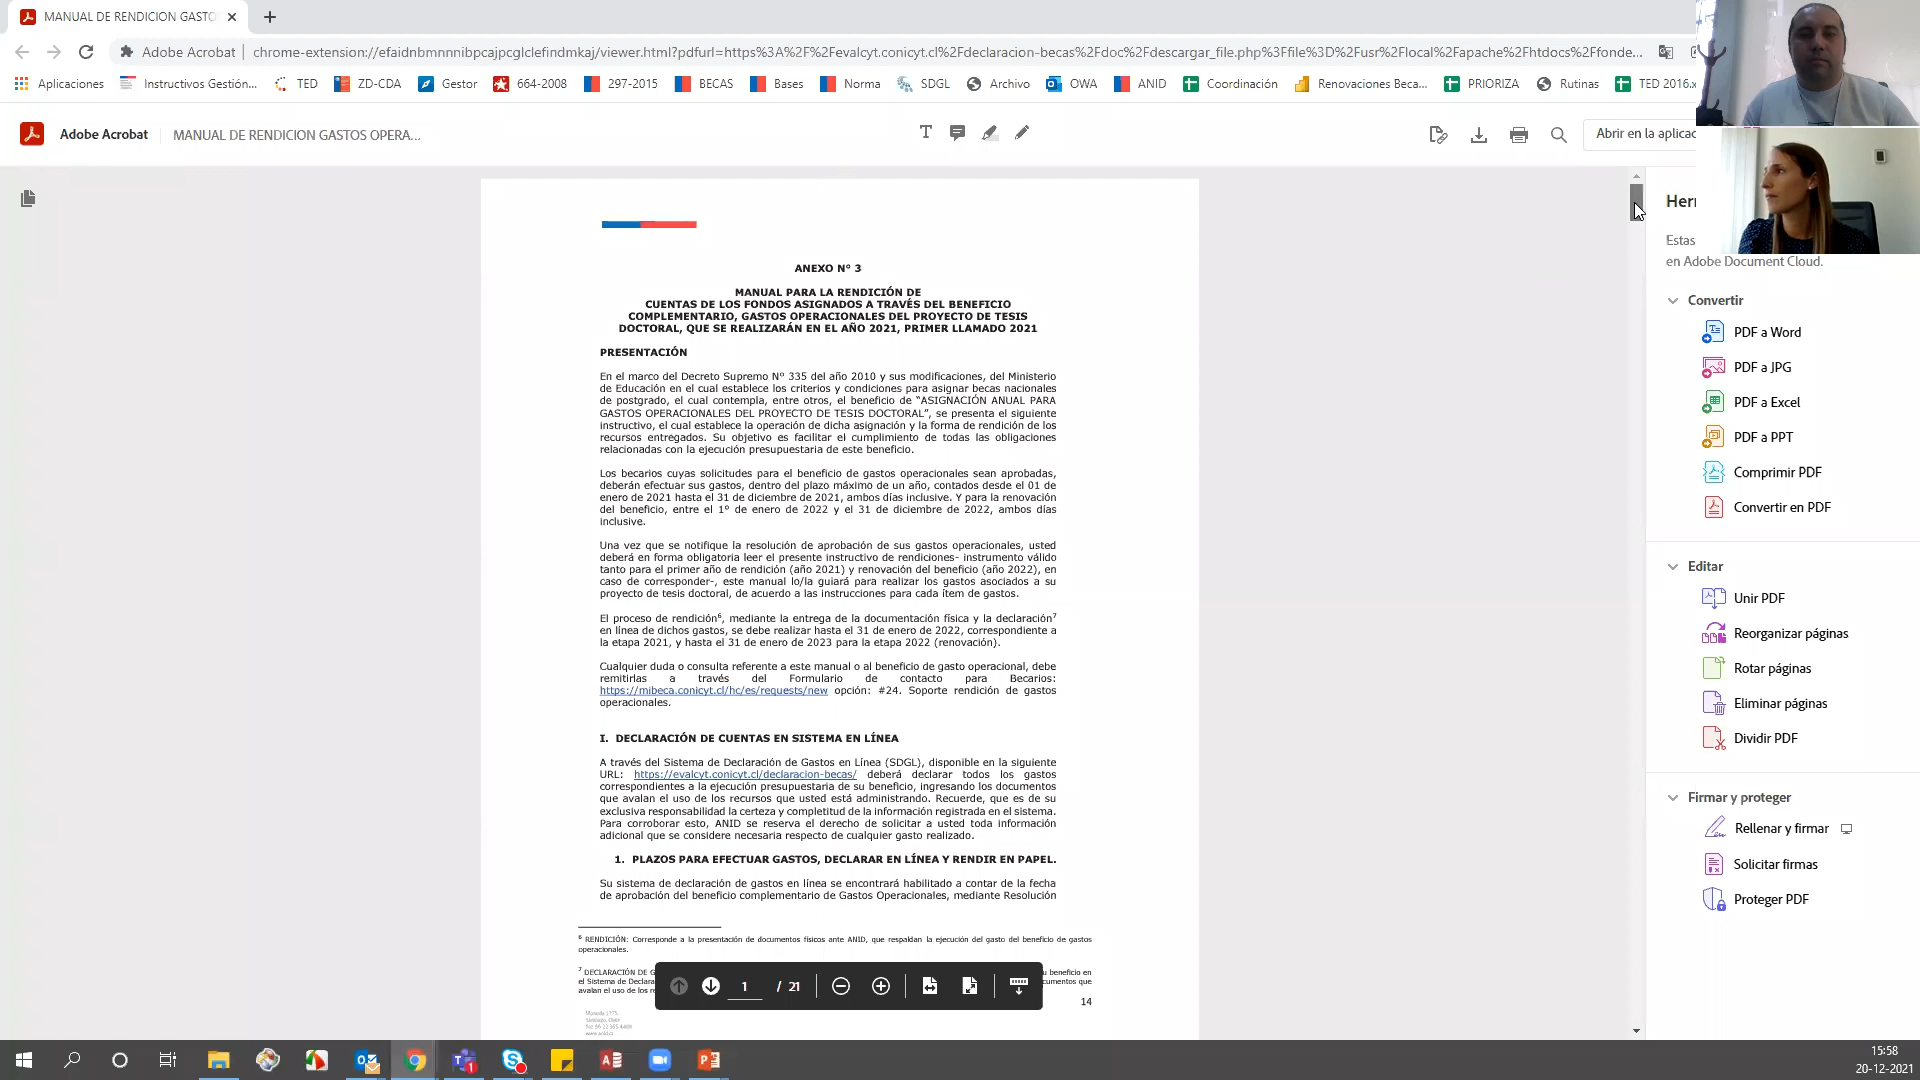 MANUAL DE RENDICION GASTO
Adobe Acrobat
chrome-extension://efaidnbmnnnibpcajpcglclefindmkaj/viewer.html?pdfurl=https%3A%2F%2Fevalcyt.conicyt.cl%2Fdeclaracion-becas%2Fdoc%2Fdescargar_file.php%3Ffile%3D%2Fusr%2Flocal%2Fapache%2Fhtdocs%2Ffonde...
Aplicaciones
Instructivos Gestión...
TED
ZD-CDA
Gestor
664-2008
297-2015
BECAS
Bases
Norma
SDGL
Archivo
OWA
ANID
Coordinación
Renovaciones Beca...
PRIORIZA
Rutinas
TED 2016.x
Adobe Acrobat
MANUAL DE RENDICION GASTOS OPERA...
Abrir en la aplicac
ANEXO N° 3
MANUAL PARA LA RENDICIÓN DE
CUENTAS DE LOS FONDOS ASIGNADOS A TRAVÉS DEL BENEFICIO
COMPLEMENTARIO, GASTOS OPERACIONALES DEL PROYECTO DE TESIS
DOCTORAL, QUE SE REALIZARÁN EN EL AÑO 2021, PRIMER LLAMADO 2021
PRESENTACIÓN
En el marco del Decreto Supremo N° 335 del año 2010 y sus modificaciones, del Ministerio
de Educación en el cual establece los criterios y condiciones para asignar becas nacionales
de postgrado, el cual contempla, entre otros, el beneficio de “ASIGNACIÓN ANUAL PARA
GASTOS OPERACIONALES DEL PROYECTO DE TESIS DOCTORAL”, se presenta el siguiente
instructivo, el cual establece la operación de dicha asignación y la forma de rendición de los
recursos entregados. Su objetivo es facilitar el cumplimiento de todas las obligaciones
relacionadas con la ejecución presupuestaria de este beneficio.
Los becarios cuyas solicitudes para el beneficio de gastos operacionales sean aprobadas,
deberán efectuar sus gastos, dentro del plazo máximo de un año, contados desde el 01 de
enero de 2021 hasta el 31 de diciembre de 2021, ambos días inclusive. Y para la renovación
del beneficio, entre el 1° de enero de 2022 y el 31 de diciembre de 2022, ambos días
inclusive.
Una vez que se notifique la resolución de aprobación de sus gastos operacionales, usted
deberá en forma obligatoria leer el presente instructivo de rendiciones- instrumento válido
tanto para el primer año de rendición (año 2021) y renovación del beneficio (año 2022), en
caso de corresponder-, este manual lo/la guiará para realizar los gastos asociados a su
proyecto de tesis doctoral, de acuerdo a las instrucciones para cada ítem de gastos.
El proceso de rendición⁶, mediante la entrega de la documentación física y la declaración⁷
en línea de dichos gastos, se debe realizar hasta el 31 de enero de 2022, correspondiente a
la etapa 2021, y hasta el 31 de enero de 2023 para la etapa 2022 (renovación).
Cualquier duda o consulta referente a este manual o al beneficio de gasto operacional, debe
remitirlas a través del Formulario de contacto para Becarios:
https://mibeca.conicyt.cl/hc/es/requests/new opción: #24. Soporte rendición de gastos
operacionales.
I. DECLARACIÓN DE CUENTAS EN SISTEMA EN LÍNEA
A través del Sistema de Declaración de Gastos en Línea (SDGL), disponible en la siguiente
URL: https://evalcyt.conicyt.cl/declaracion-becas/ deberá declarar todos los gastos
correspondientes a la ejecución presupuestaria de su beneficio, ingresando los documentos
que avalan el uso de los recursos que usted está administrando. Recuerde, que es de su
exclusiva responsabilidad la certeza y completitud de la información registrada en el sistema.
Para corroborar esto, ANID se reserva el derecho de solicitar a usted toda información
adicional que se considere necesaria respecto de cualquier gasto realizado.
1. PLAZOS PARA EFECTUAR GASTOS, DECLARAR EN LÍNEA Y RENDIR EN PAPEL.
Su sistema de declaración de gastos en línea se encontrará habilitado a contar de la fecha
de aprobación del beneficio complementario de Gastos Operacionales, mediante Resolución
⁶ RENDICIÓN: Corresponde a la presentación de documentos físicos ante ANID, que respaldan la ejecución del gasto del beneficio de gastos
operacionales.
⁷ DECLARACIÓN DE G
u beneficio en
el Sistema de Declara
cumentos que
avalan el uso de los re
1 / 21
14
Her
Estas
en Adobe Document Cloud.
Convertir
PDF a Word
PDF a JPG
PDF a Excel
PDF a PPT
Comprimir PDF
Convertir en PDF
Editar
Unir PDF
Reorganizar páginas
Rotar páginas
Eliminar páginas
Dividir PDF
Firmar y proteger
Rellenar y firmar
Solicitar firmas
Proteger PDF
15:58
20-12-2021